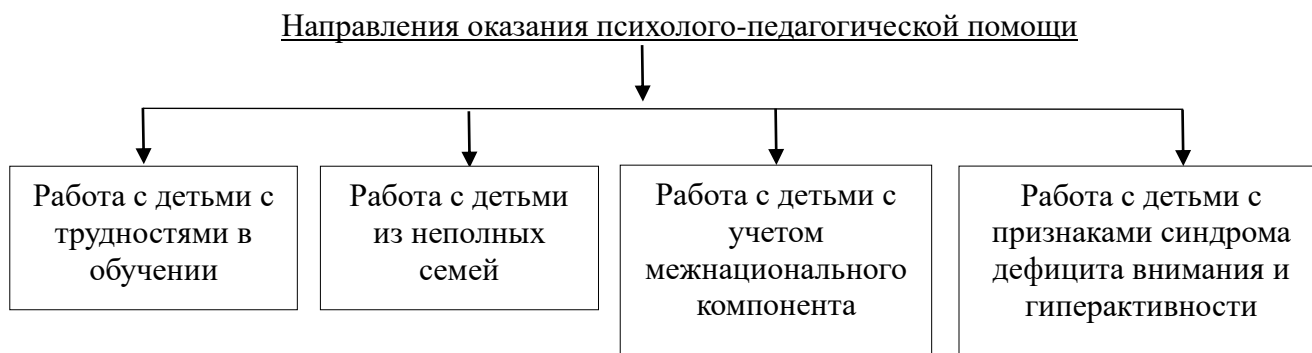 Направления оказания психолого-педагогической помощи
Работа с детьми с
трудностями в
обучении
Работа с детьми
из неполных
семей
Работа с детьми с
учетом
межнационального
компонента
Работа с детьми с
признаками синдрома
дефицита внимания и
гиперактивности